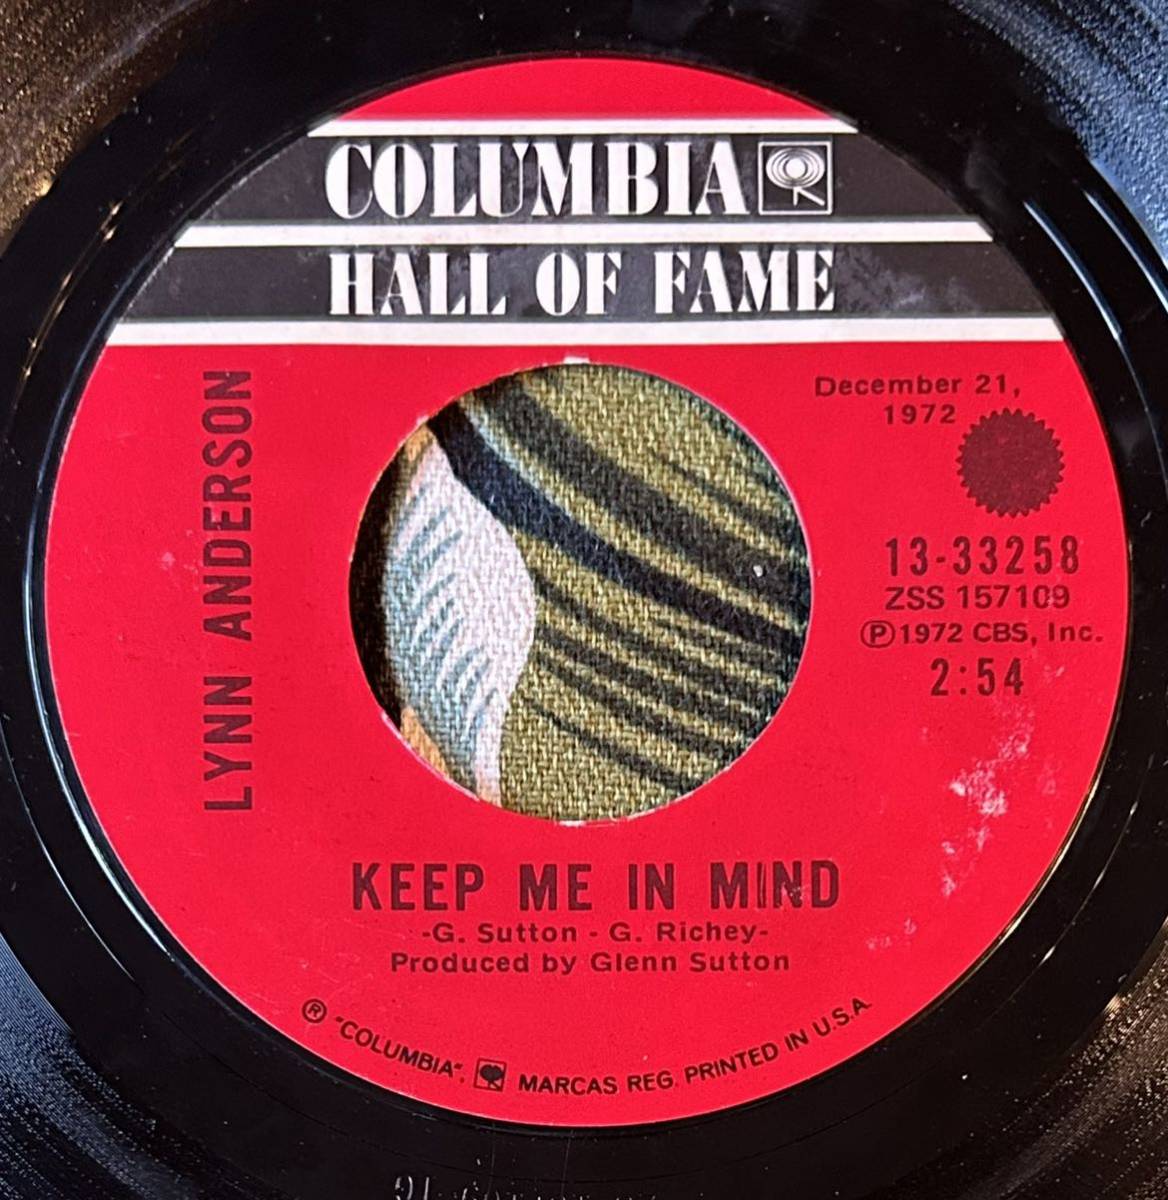 COLUMBIA
HALL OF FAME
LYNN ANDERSON
December 21,
1972
13-33258
ZSS 157109
Ⓟ1972 CBS, Inc.
2:54
KEEP ME IN MIND
-G. Sutton - G. Richey-
Produced by Glenn Sutton
® "COLUMBIA", MARCAS REG. PRINTED IN U.S.A.